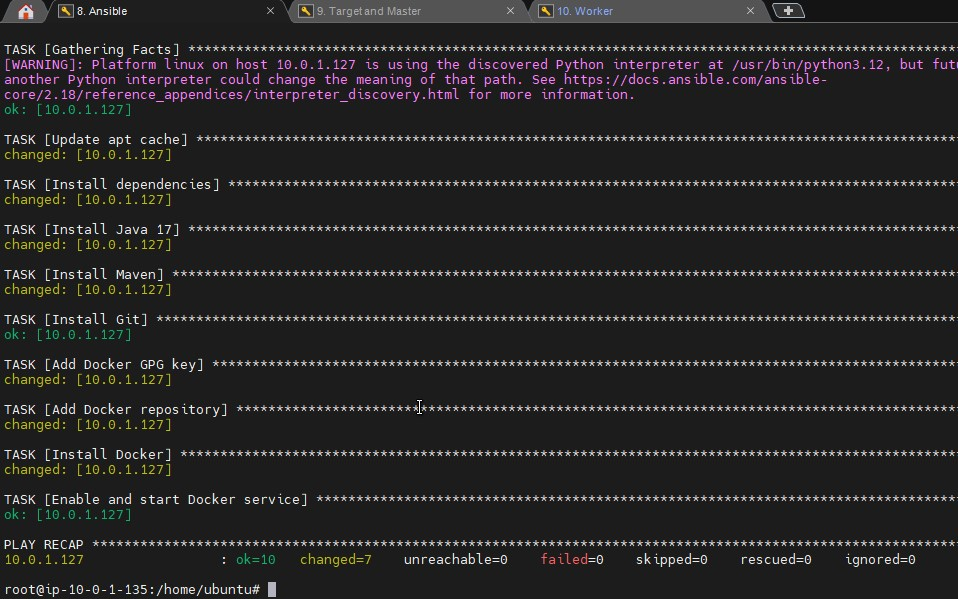 8. Ansible
9. Target and Master
10. Worker
TASK [Gathering Facts] ************************************************************************************************
[WARNING]: Platform linux on host 10.0.1.127 is using the discovered Python interpreter at /usr/bin/python3.12, but futu
another Python interpreter could change the meaning of that path. See https://docs.ansible.com/ansible-
core/2.18/reference_appendices/interpreter_discovery.html for more information.
ok: [10.0.1.127]
TASK [Update apt cache] ***********************************************************************************************
changed: [10.0.1.127]
TASK [Install dependencies] *******************************************************************************************
changed: [10.0.1.127]
TASK [Install Java 17] ************************************************************************************************
changed: [10.0.1.127]
TASK [Install Maven] **************************************************************************************************
changed: [10.0.1.127]
TASK [Install Git] ****************************************************************************************************
ok: [10.0.1.127]
TASK [Add Docker GPG key] *********************************************************************************************
changed: [10.0.1.127]
TASK [Add Docker repository] ******************************************************************************************
changed: [10.0.1.127]
TASK [Install Docker] *************************************************************************************************
changed: [10.0.1.127]
TASK [Enable and start Docker service] ********************************************************************************
ok: [10.0.1.127]
PLAY RECAP ************************************************************************************************************
10.0.1.127                 : ok=10   changed=7    unreachable=0    failed=0    skipped=0    rescued=0    ignored=0
root@ip-10-0-1-135:/home/ubuntu#